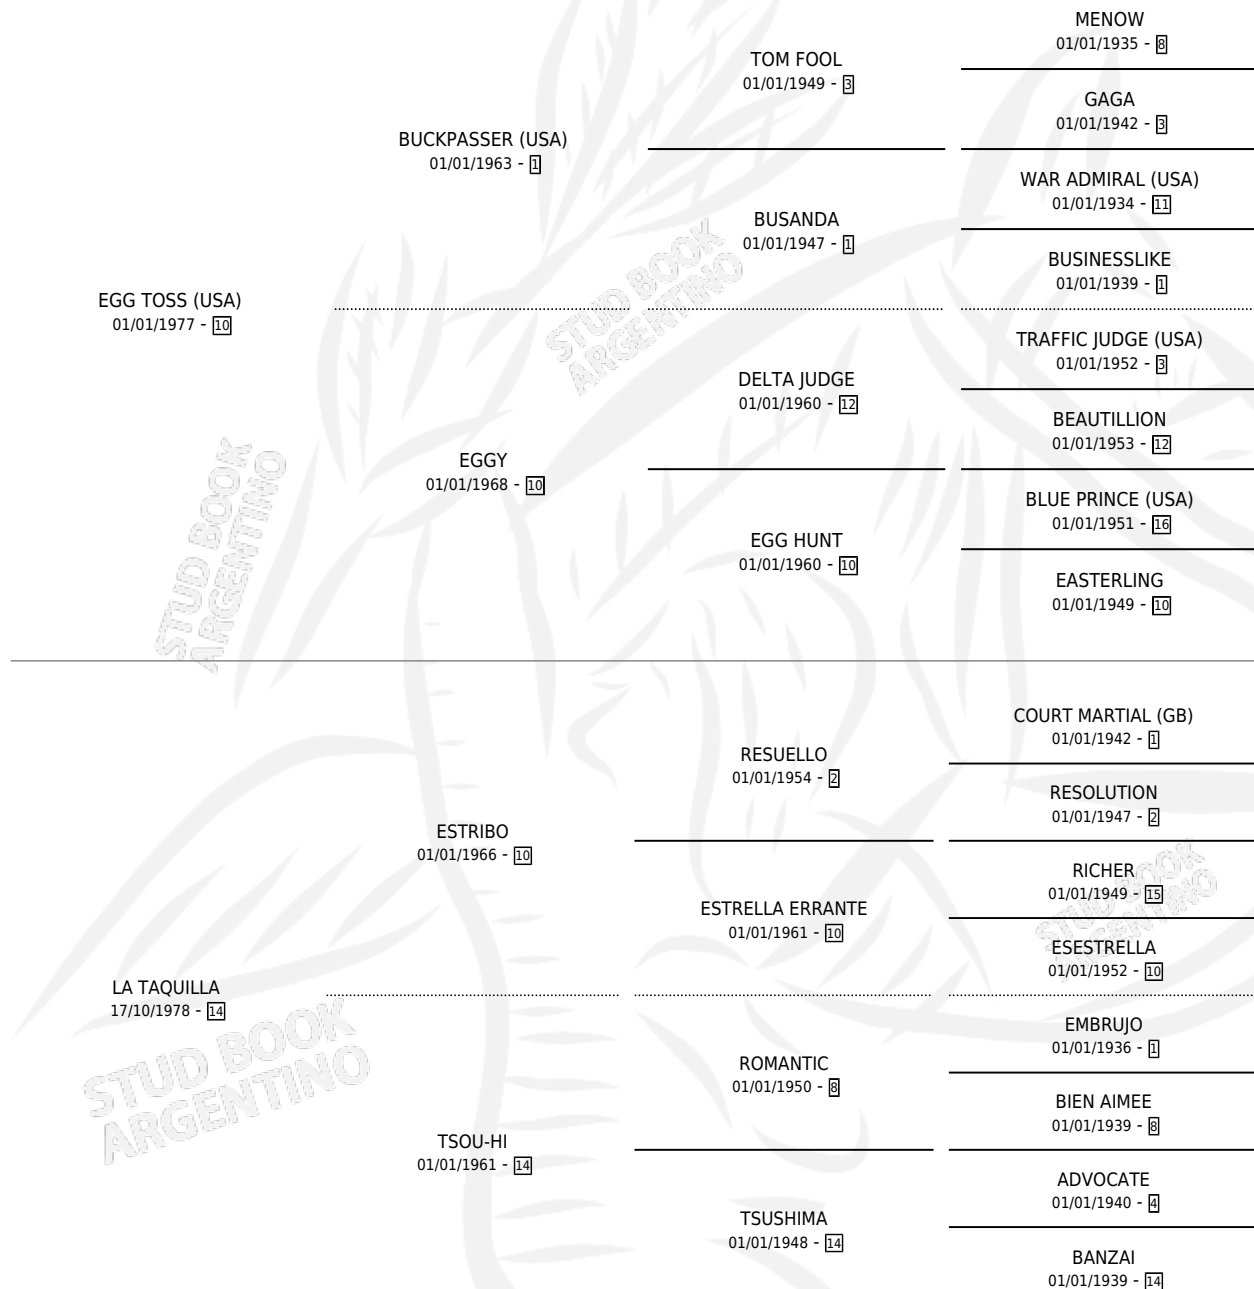 MENOW
01/01/1935 - 8
TOM FOOL
01/01/1949 - 3
GAGA
01/01/1942 - 3
BUCKPASSER (USA)
01/01/1963 - 1
WAR ADMIRAL (USA)
01/01/1934 - 11
BUSANDA
01/01/1947 - 1
BUSINESSLIKE
01/01/1939 - 1
EGG TOSS (USA)
01/01/1977 - 10
TRAFFIC JUDGE (USA)
01/01/1952 - 3
DELTA JUDGE
01/01/1960 - 12
BEAUTILLION
01/01/1953 - 12
EGGY
01/01/1968 - 10
BLUE PRINCE (USA)
01/01/1951 - 16
EGG HUNT
01/01/1960 - 10
EASTERLING
01/01/1949 - 10
COURT MARTIAL (GB)
01/01/1942 - 1
RESUELLO
01/01/1954 - 2
RESOLUTION
01/01/1947 - 2
ESTRIBO
01/01/1966 - 10
RICHER
01/01/1949 - 15
ESTRELLA ERRANTE
01/01/1961 - 10
ESESTRELLA
01/01/1952 - 10
LA TAQUILLA
17/10/1978 - 14
EMBRUJO
01/01/1936 - 1
ROMANTIC
01/01/1950 - 8
BIEN AIMEE
01/01/1939 - 8
TSOU-HI
01/01/1961 - 14
ADVOCATE
01/01/1940 - 4
TSUSHIMA
01/01/1948 - 14
BANZAI
01/01/1939 - 14
STUD BOOK
ARGENTINO
STUD BOOK
ARGENTINO
STUD BOOK
ARGENTINO
STUD BOOK
ARGENTINO